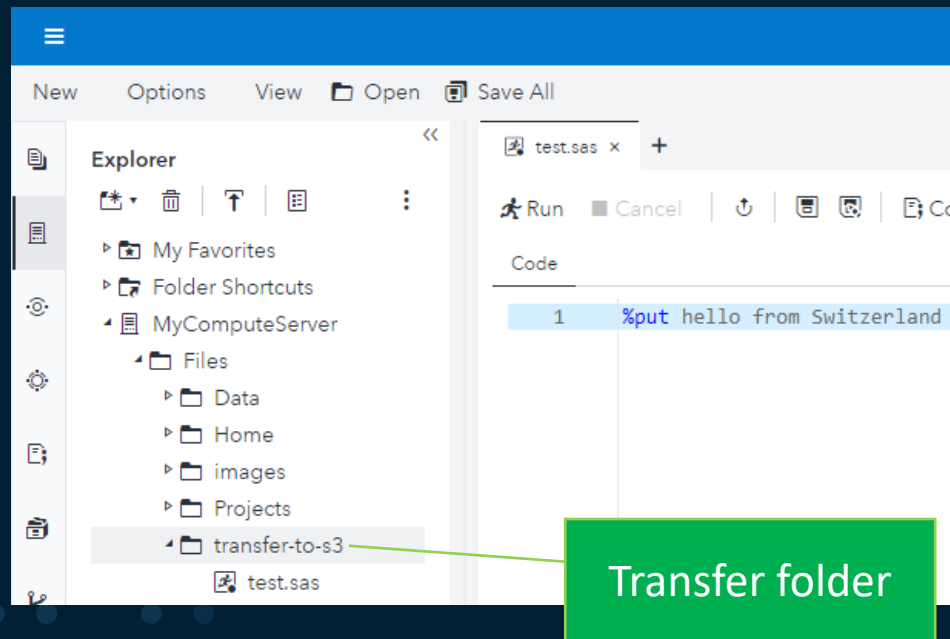 New Options View Open Save All
Explorer
test.sas × +
Run Cancel
My Favorites
Folder Shortcuts
MyComputeServer
Files
Data
Home
images
Projects
transfer-to-s3
test.sas
Code
1 %put hello from Switzerland
Transfer folder